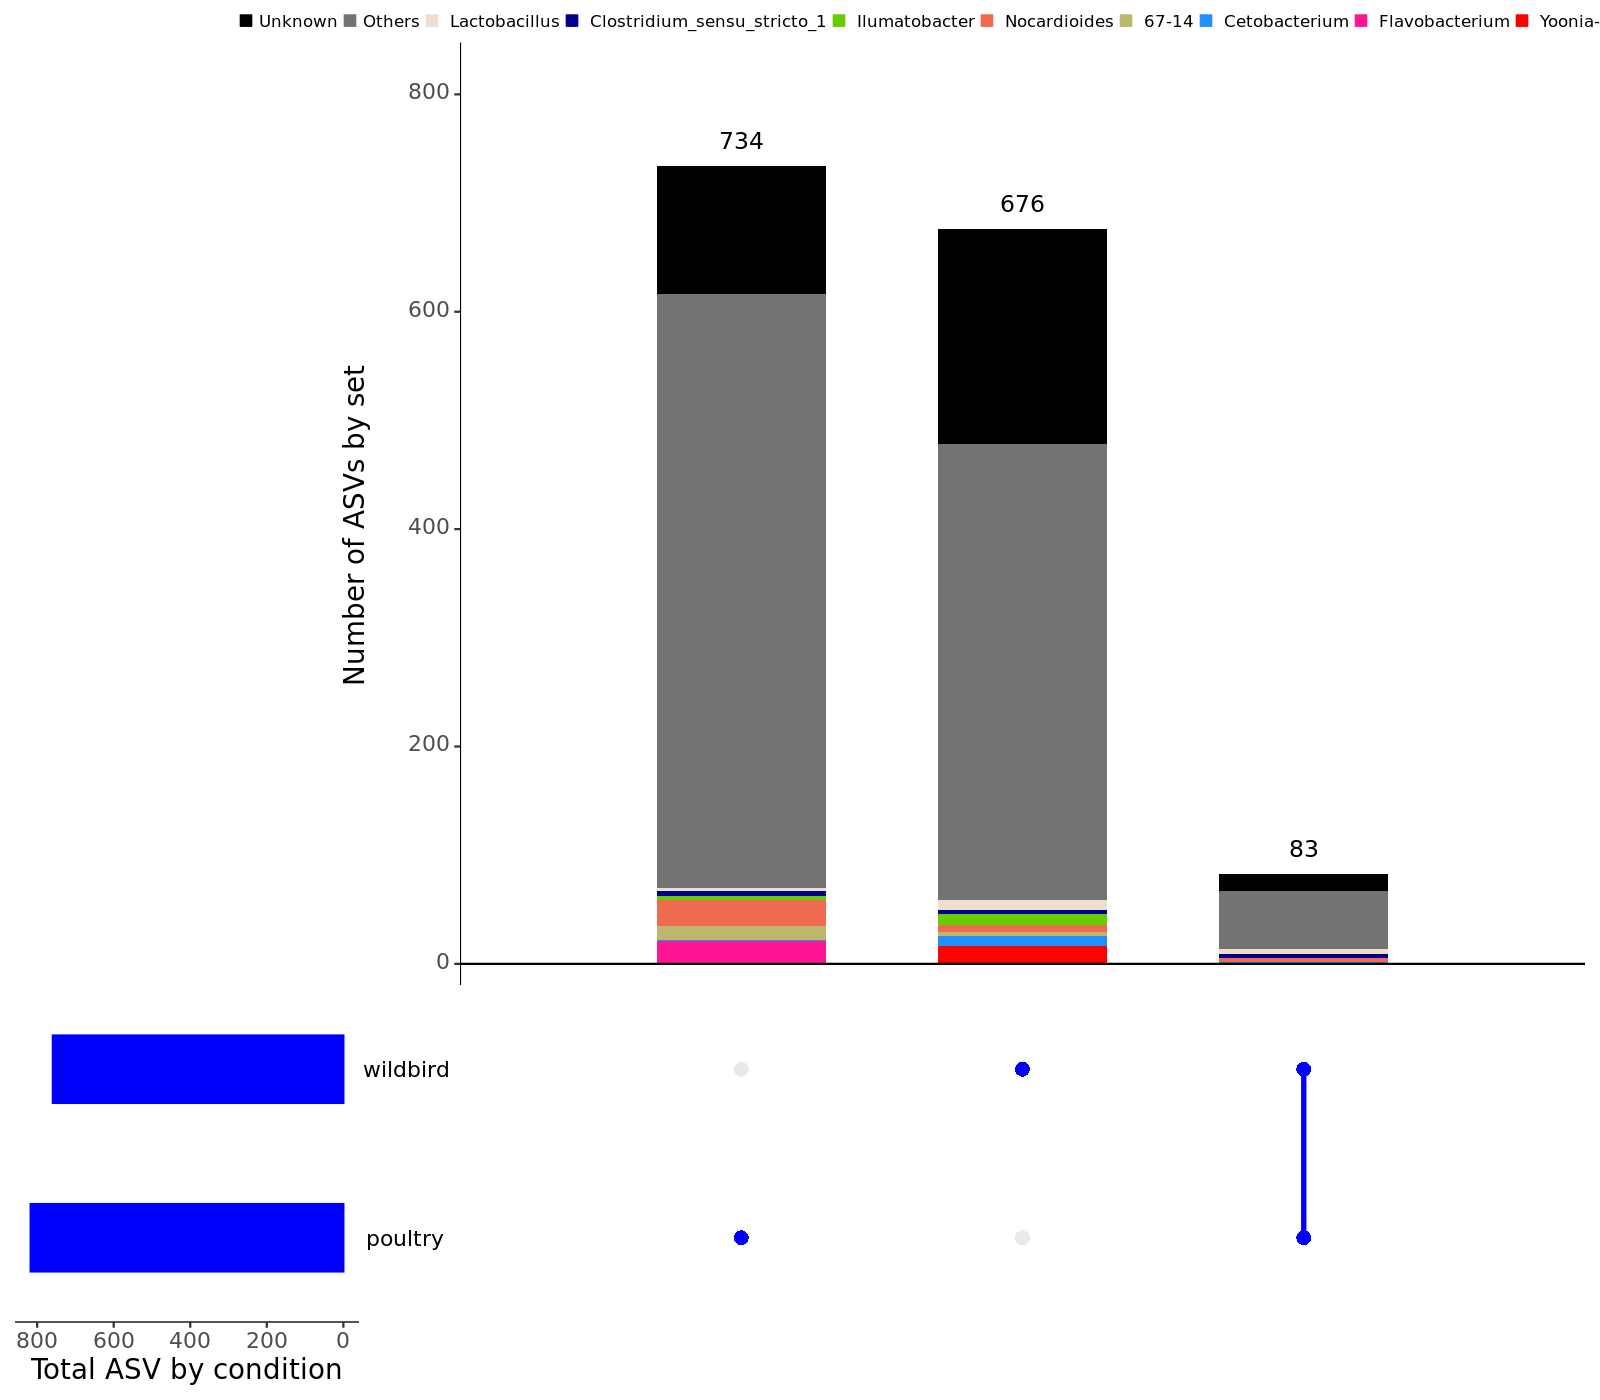 Unknown Others Lactobacillus Clostridium_sensu_stricto_1 Ilumatobacter Nocardioides 67-14 Cetobacterium Flavobacterium Yoonia-
800
734
676
600
Number of ASVs by set
400
200
83
0
wildbird
poultry
800 600 400 200 0
Total ASV by condition